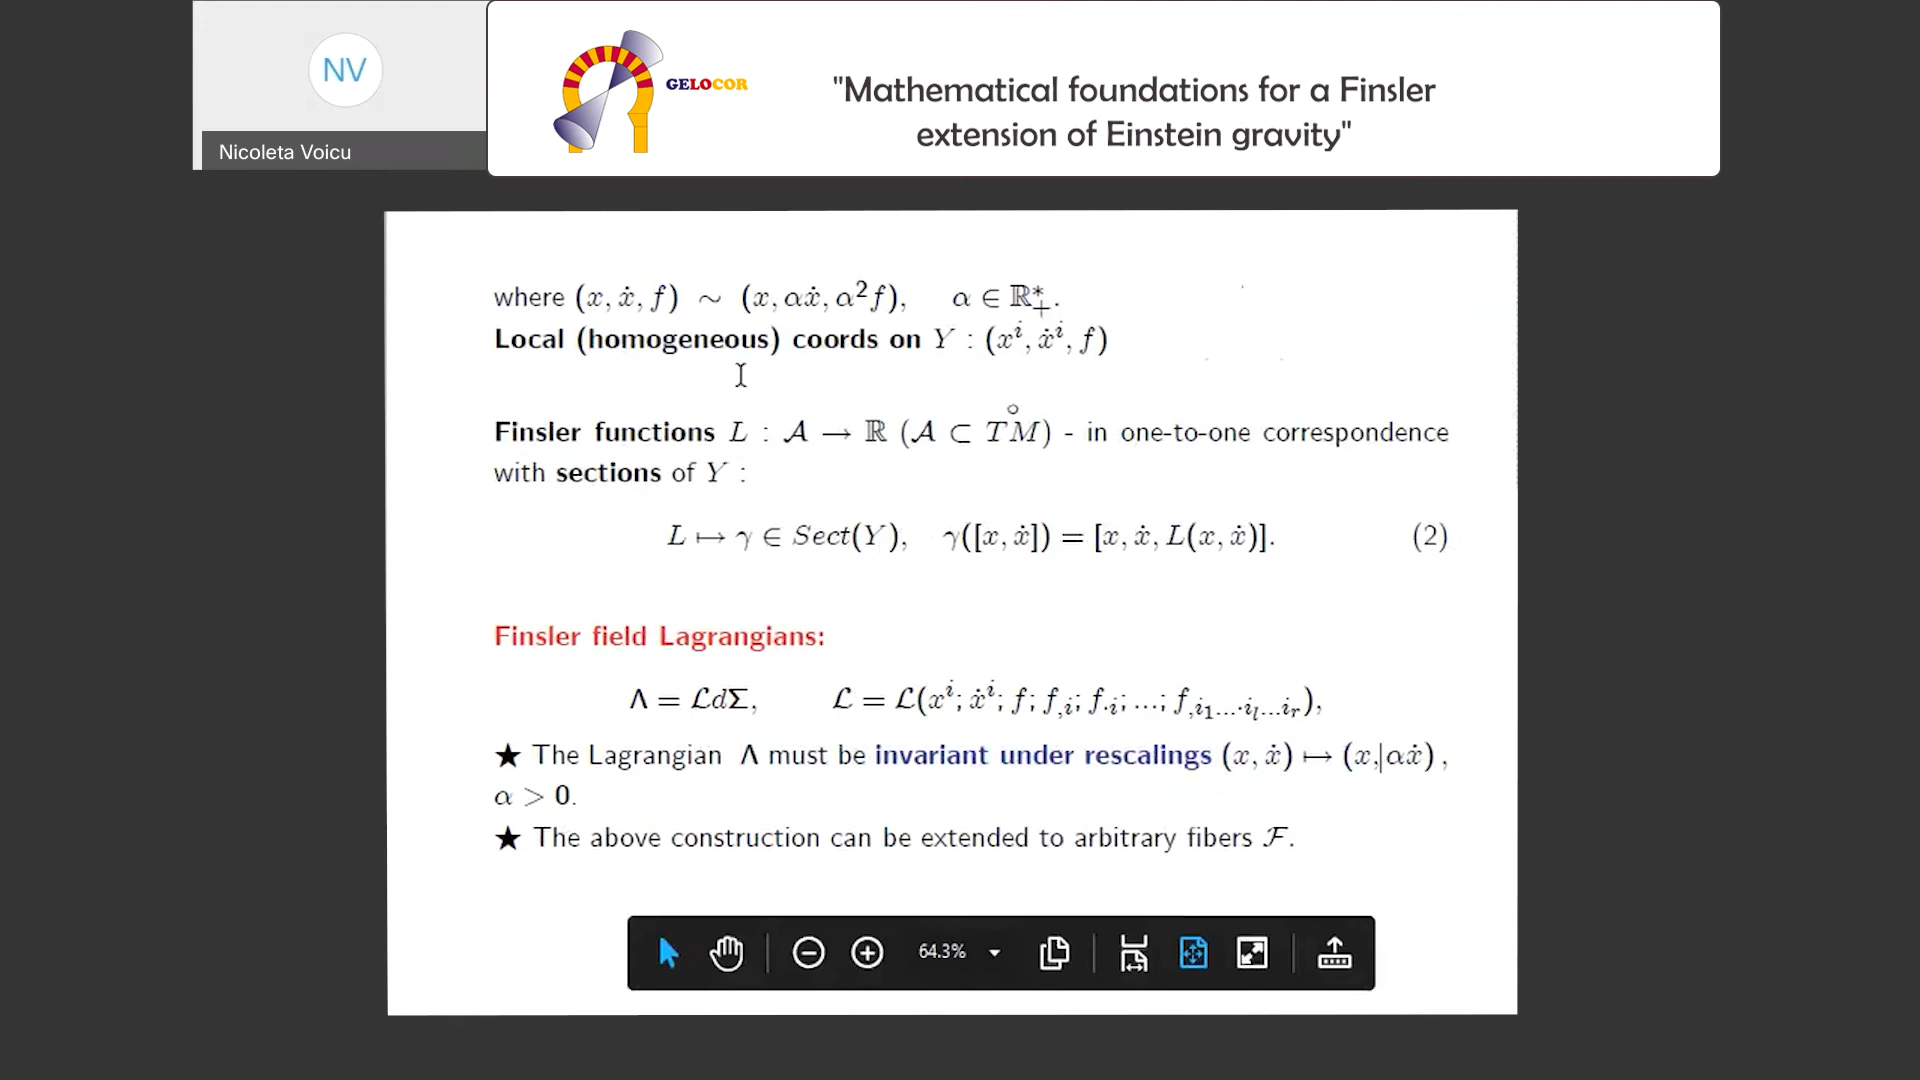 NV
Nicoleta Voicu
GELOCOR
"Mathematical foundations for a Finsler
extension of Einstein gravity"
where (x, ẋ, f) ∼ (x, αẋ, α²f), α ∈ ℝ*₊.
Local (homogeneous) coords on Y : (xⁱ, ẋⁱ, f)
Finsler functions L : 𝒜 → ℝ (𝒜 ⊂ TM̊) - in one-to-one correspondence
with sections of Y :
L ↦ γ ∈ Sect(Y), γ([x, ẋ]) = [x, ẋ, L(x, ẋ)]. (2)
Finsler field Lagrangians:
Λ = ℒdΣ, ℒ = ℒ(xⁱ; ẋⁱ; f; f,ᵢ; f·ᵢ; ...; f,ᵢ₁...·ᵢₗ...ᵢᵣ),
★ The Lagrangian Λ must be invariant under rescalings (x, ẋ) ↦ (x, αẋ),
α > 0.
★ The above construction can be extended to arbitrary fibers ℱ.
64.3%